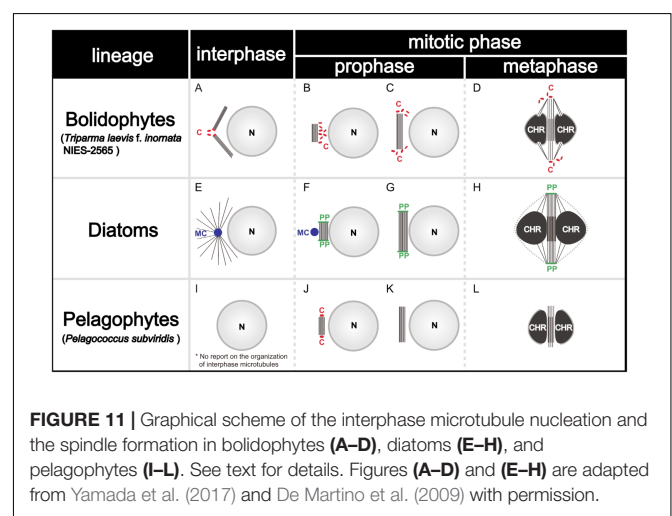 lineage
interphase
mitotic phase
prophase
metaphase
Bolidophytes
(Triparma laevis f. inornata
NIES-2565 )
A
C
N
B
C
C
N
C
C
C
N
D
C
CHR
CHR
C
Diatoms
E
MC
N
F
MC
PP
PP
N
G
PP
PP
N
H
PP
CHR
CHR
PP
Pelagophytes
(Pelagococcus subviridis )
I
N
* No report on the organization
of interphase microtubules
J
C
C
N
K
N
L
CHR
CHR
FIGURE 11 | Graphical scheme of the interphase microtubule nucleation and
the spindle formation in bolidophytes (A–D), diatoms (E–H), and
pelagophytes (I–L). See text for details. Figures (A–D) and (E–H) are adapted
from Yamada et al. (2017) and De Martino et al. (2009) with permission.